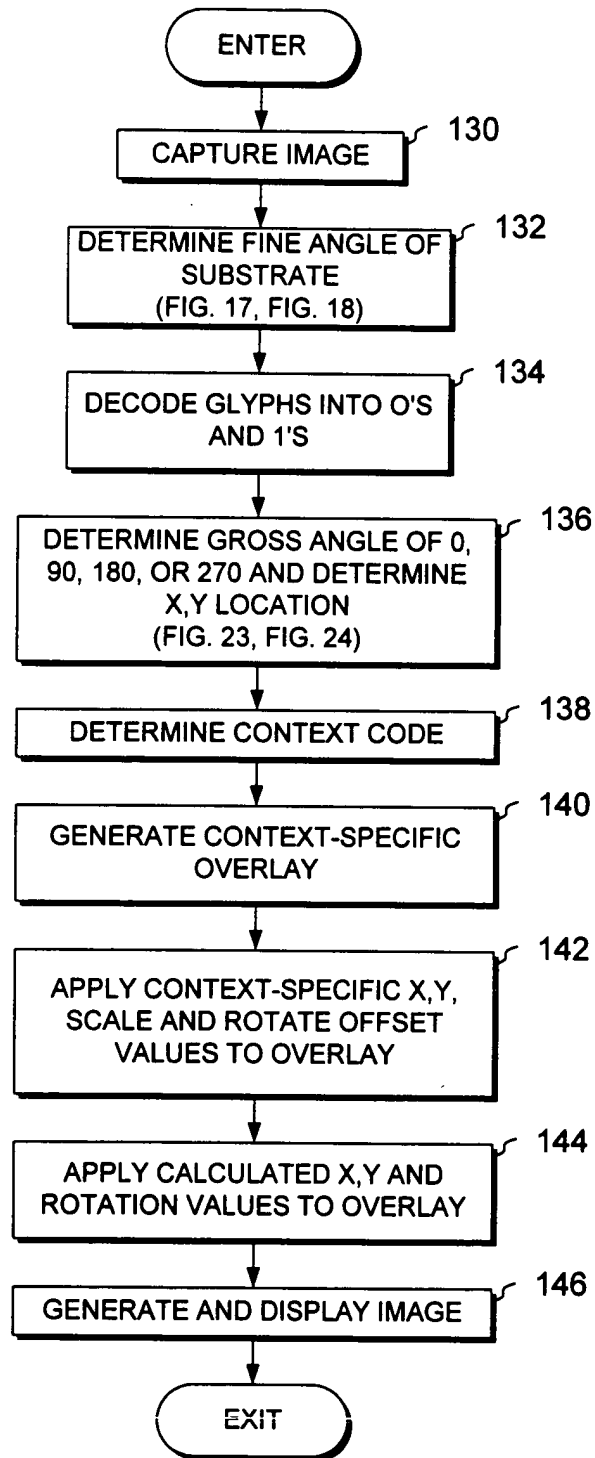 ENTER
130
CAPTURE IMAGE
132
DETERMINE FINE ANGLE OF
SUBSTRATE
(FIG. 17, FIG. 18)
134
DECODE GLYPHS INTO O'S
AND 1'S
136
DETERMINE GROSS ANGLE OF 0,
90, 180, OR 270 AND DETERMINE
X,Y LOCATION
(FIG. 23, FIG. 24)
138
DETERMINE CONTEXT CODE
140
GENERATE CONTEXT-SPECIFIC
OVERLAY
142
APPLY CONTEXT-SPECIFIC X,Y,
SCALE AND ROTATE OFFSET
VALUES TO OVERLAY
144
APPLY CALCULATED X,Y AND
ROTATION VALUES TO OVERLAY
146
GENERATE AND DISPLAY IMAGE
EXIT